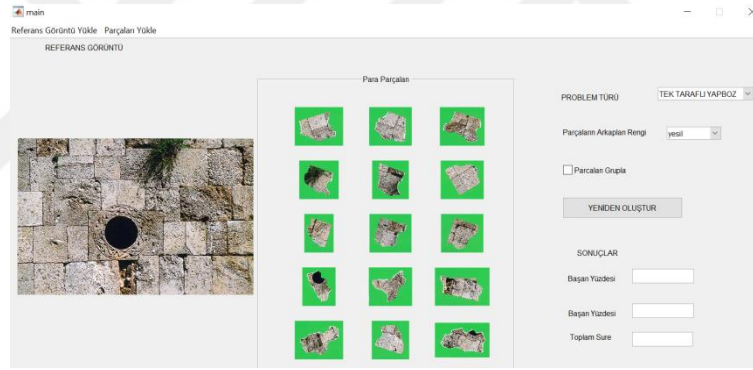 main
Referans Görüntü Yükle Parçaları Yükle
REFERANS GÖRÜNTÜ
Para Parçaları
PROBLEM TÜRÜ TEK TARAFLI YAPBOZ
Parçaların Arkaplan Rengi yesil
Parcaları Grupla
YENİDEN OLUŞTUR
SONUÇLAR
Başarı Yüzdesi
Başarı Yüzdesi
Toplam Sure